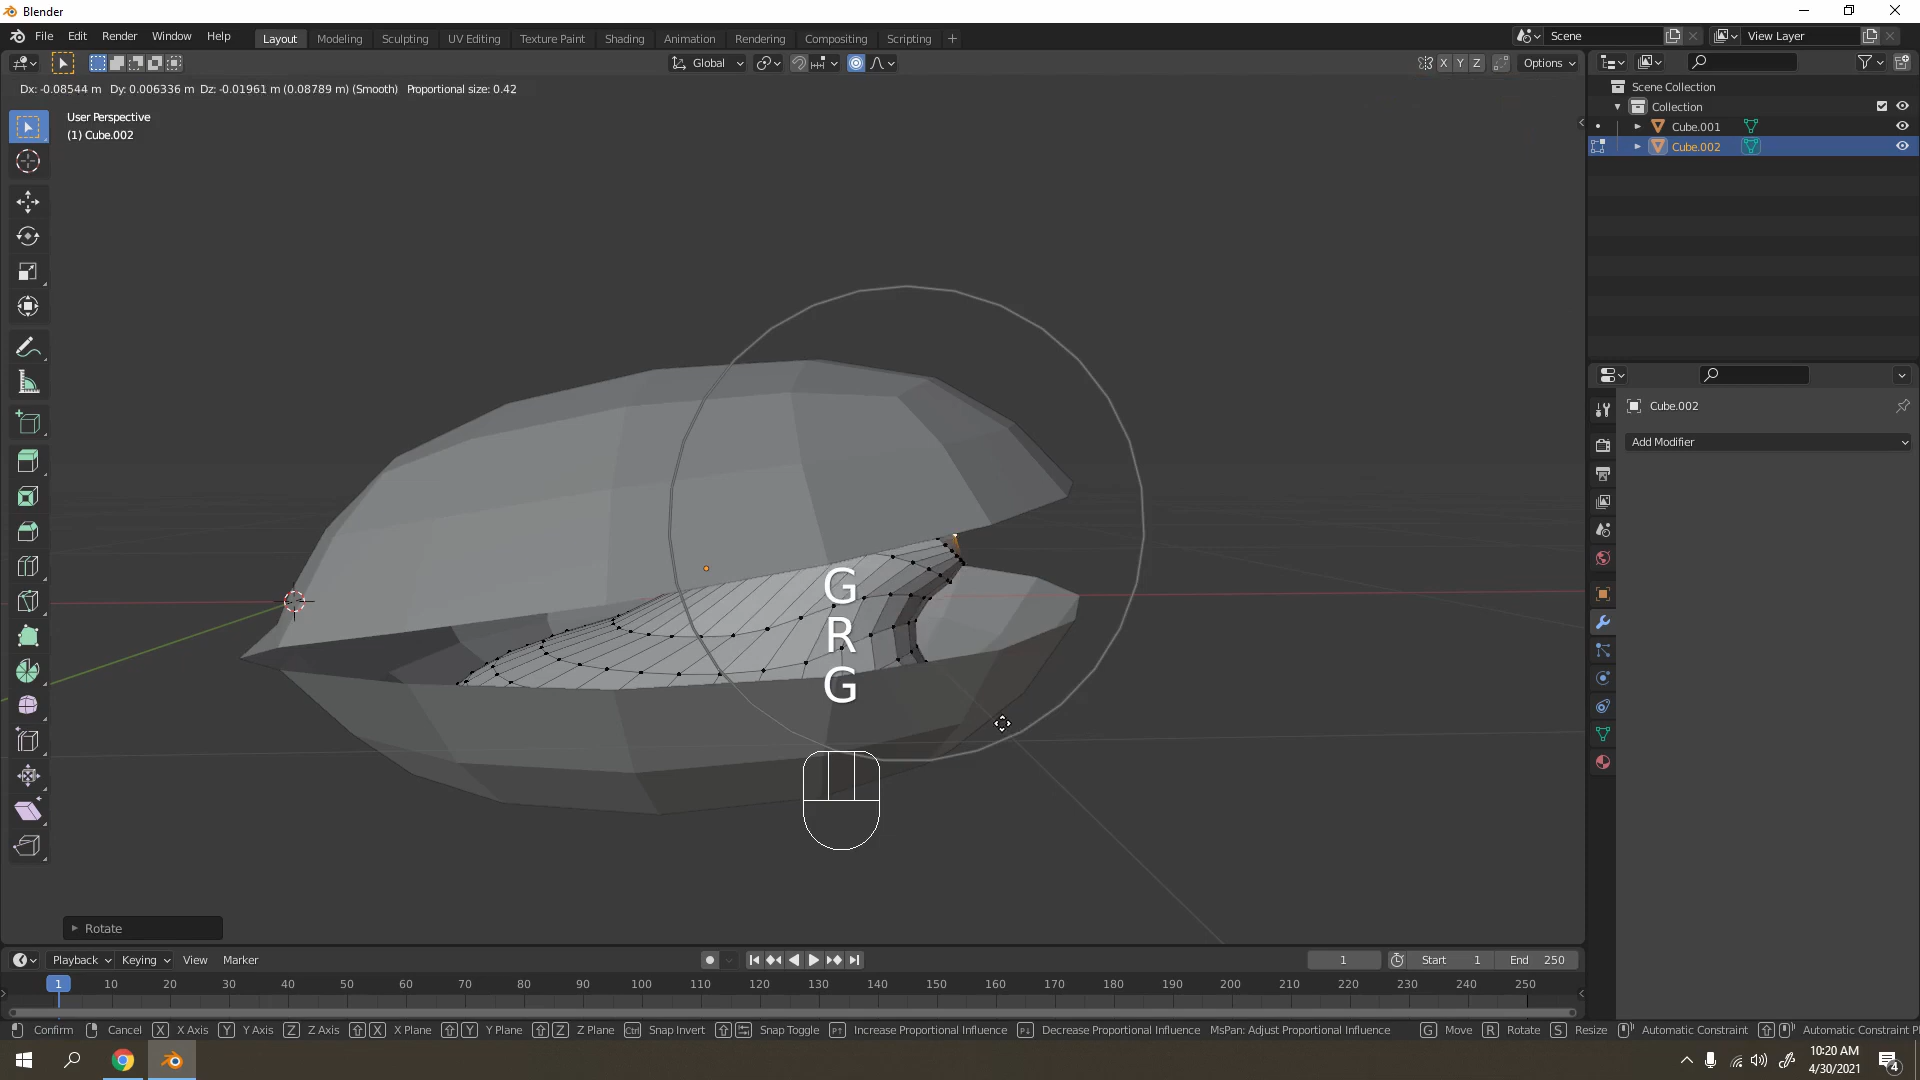 Blender
File Edit Render Window Help Layout Modeling Sculpting UV Editing Texture Paint Shading Animation Rendering Compositing Scripting + Scene View Layer
Global X Y Z Options
Dx: -0.08544 m Dy: 0.006336 m Dz: -0.01961 m (0.08789 m) (Smooth) Proportional size: 0.42
User Perspective
(1) Cube.002
Scene Collection
Collection
Cube.001
Cube.002
Cube.002
Add Modifier
G
R
G
Rotate
Playback Keying View Marker 1 Start 1 End 250
1 10 20 30 40 50 60 70 80 90 100 110 120 130 140 150 160 170 180 190 200 210 220 230 240 250
Confirm Cancel X X Axis Y Y Axis Z Z Axis X X Plane Y Y Plane Z Z Plane Ctrl Snap Invert Snap Toggle Increase Proportional Influence Decrease Proportional Influence MsPan: Adjust Proportional Influence G Move R Rotate S Resize Automatic Constraint Automatic Constraint P
10:20 AM
4/30/2021
4